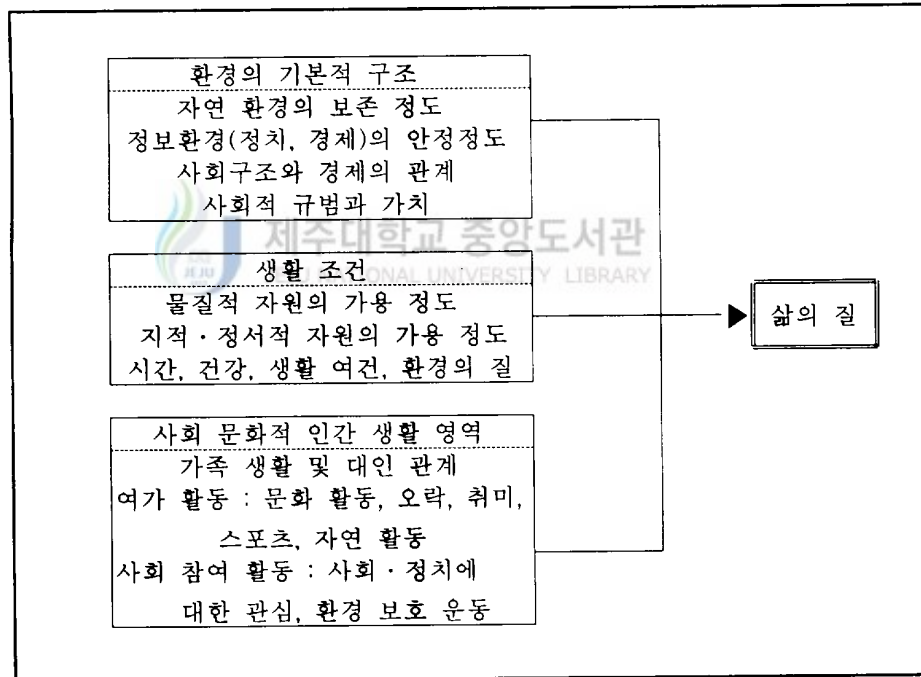 환경의 기본적 구조
자연 환경의 보존 정도
정보환경(정치, 경제)의 안정정도
사회구조와 경제의 관계
사회적 규범과 가치
제주대학교 중앙도서관
JEJU NATIONAL UNIVERSITY LIBRARY
JEJU
생활 조건
물질적 자원의 가용 정도
지적·정서적 자원의 가용 정도
시간, 건강, 생활 여건, 환경의 질
삶의 질
사회 문화적 인간 생활 영역
가족 생활 및 대인 관계
여가 활동 : 문화 활동, 오락, 취미,
스포츠, 자연 활동
사회 참여 활동 : 사회·정치에
대한 관심, 환경 보호 운동